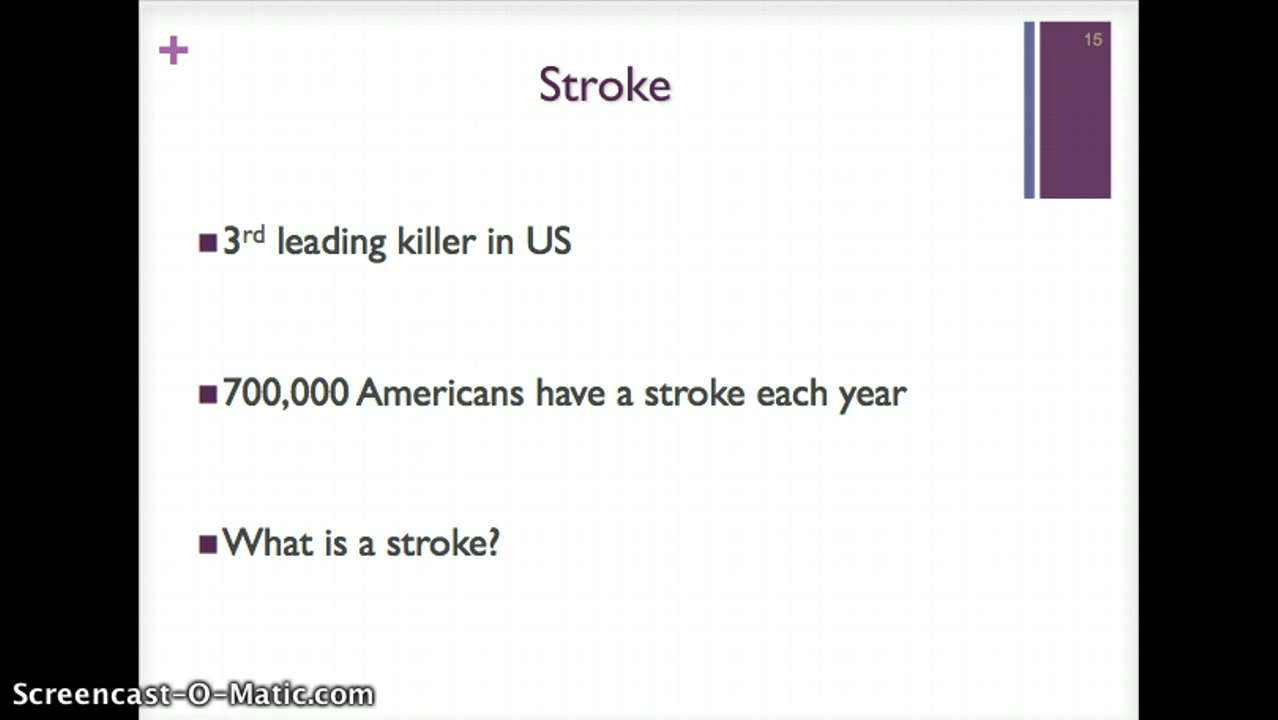 15
Stroke
3rd leading killer in US
700,000 Americans have a stroke each year
What is a stroke?
Screencast-O-Matic.com